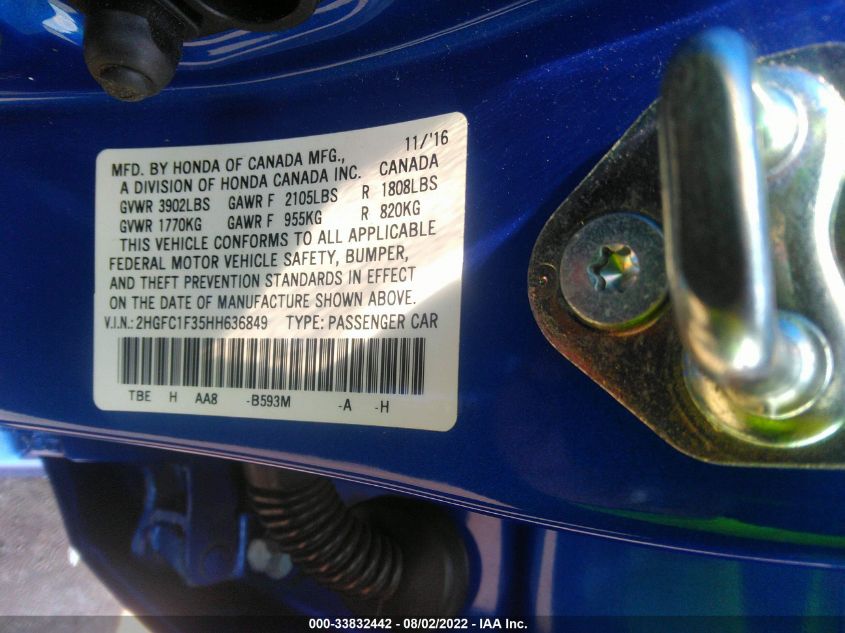 11/'16
MFD. BY HONDA OF CANADA MFG.,
A DIVISION OF HONDA CANADA INC. CANADA
GVWR 3902LBS GAWR F 2105LBS R 1808LBS
GVWR 1770KG GAWR F 955KG R 820KG
THIS VEHICLE CONFORMS TO ALL APPLICABLE
FEDERAL MOTOR VEHICLE SAFETY, BUMPER,
AND THEFT PREVENTION STANDARDS IN EFFECT
ON THE DATE OF MANUFACTURE SHOWN ABOVE.
V.I.N.: 2HGFC1F35HH636849 TYPE: PASSENGER CAR
TBE H AA8 -B593M -A -H
000-33832442 - 08/02/2022 - IAA Inc.